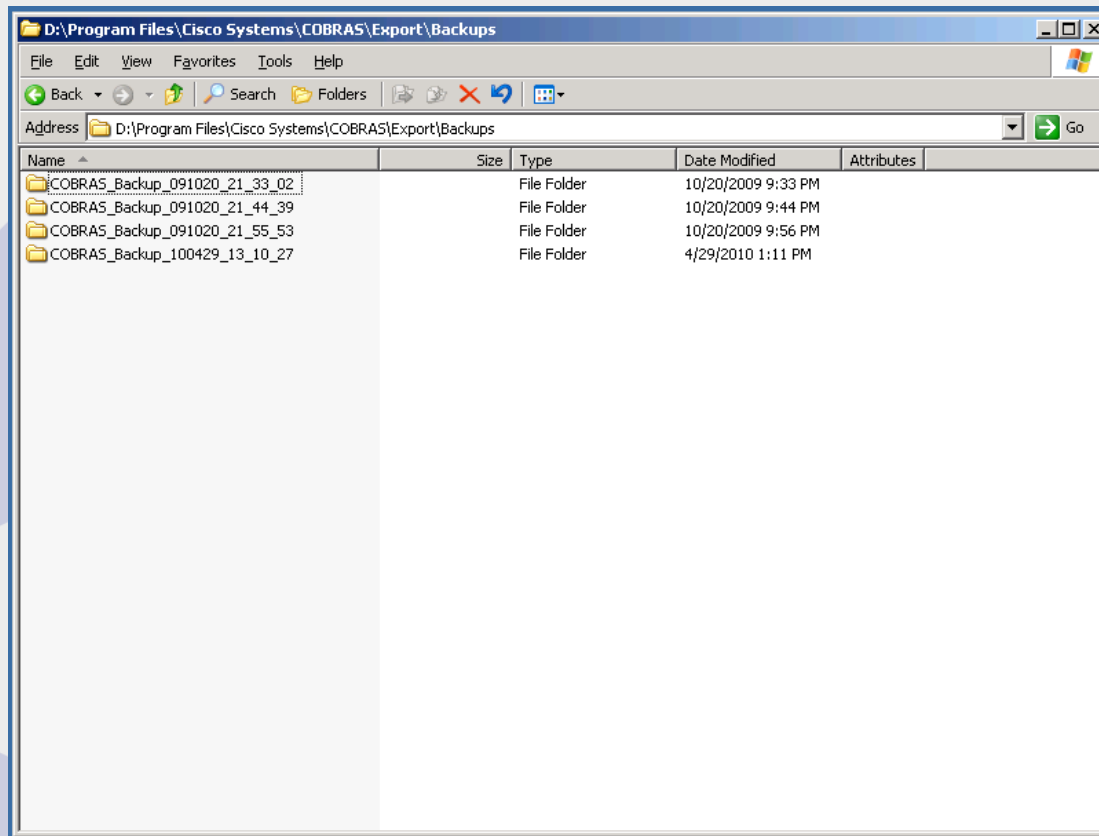 D:\Program Files\Cisco Systems\COBRAS\Export\Backups
File Edit View Favorites Tools Help
Back Search Folders
Address D:\Program Files\Cisco Systems\COBRAS\Export\Backups Go
Name Size Type Date Modified Attributes
COBRAS_Backup_091020_21_33_02 File Folder 10/20/2009 9:33 PM
COBRAS_Backup_091020_21_44_39 File Folder 10/20/2009 9:44 PM
COBRAS_Backup_091020_21_55_53 File Folder 10/20/2009 9:56 PM
COBRAS_Backup_100429_13_10_27 File Folder 4/29/2010 1:11 PM